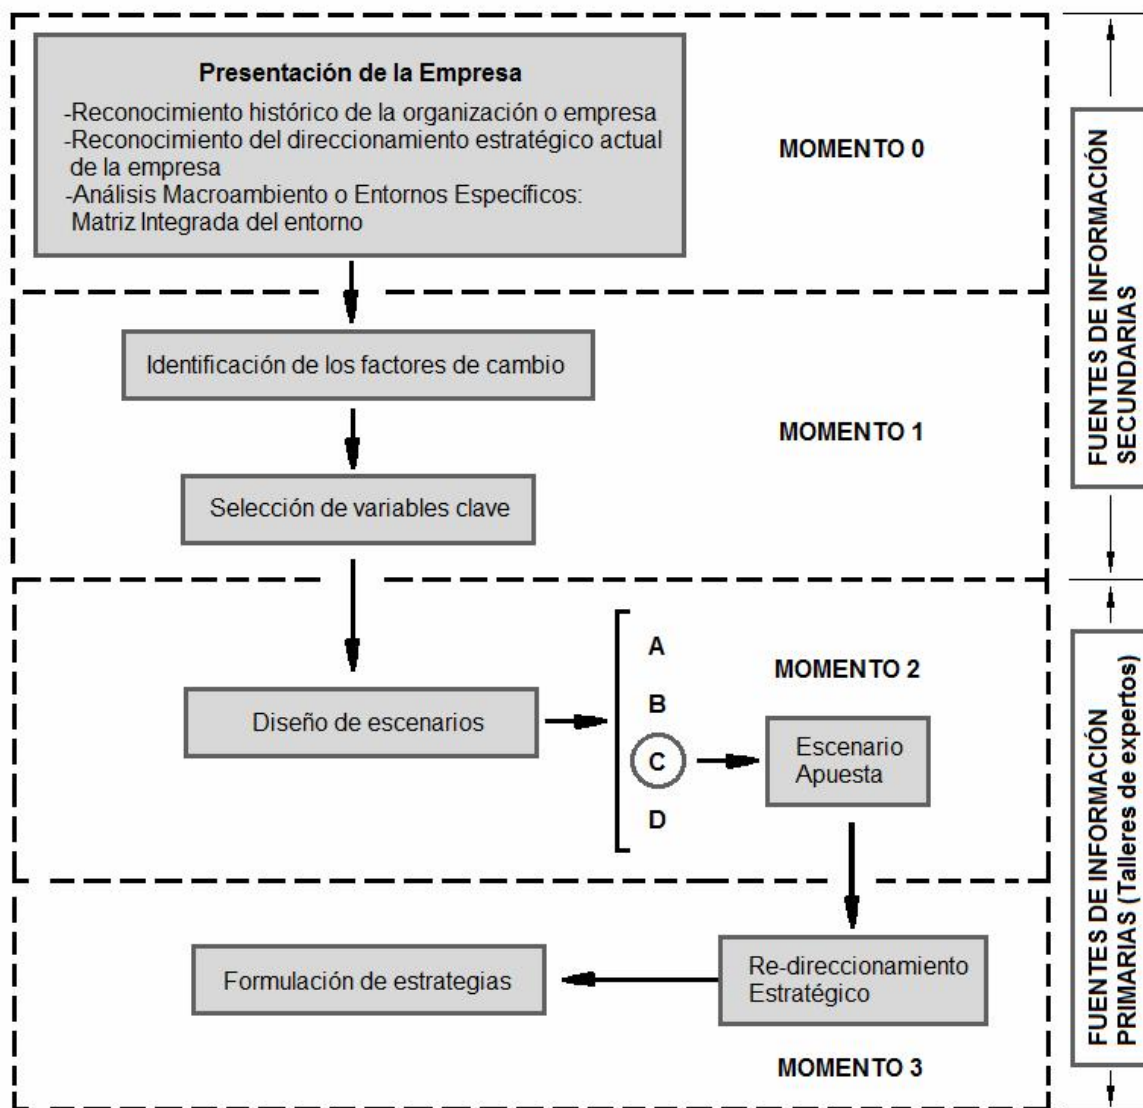 Presentación de la Empresa
-Reconocimiento histórico de la organización o empresa
-Reconocimiento del direccionamiento estratégico actual
de la empresa
-Análisis Macroambiente o Entornos Específicos:
Matriz Integrada del entorno
MOMENTO 0
Identificación de los factores de cambio
MOMENTO 1
Selección de variables clave
FUENTES DE INFORMACIÓN
SECUNDARIAS
Diseño de escenarios
A
B
C
D
MOMENTO 2
Escenario
Apuesta
Re-direccionamiento
Estratégico
Formulación de estrategias
MOMENTO 3
FUENTES DE INFORMACIÓN
PRIMARIAS (Talleres de expertos)